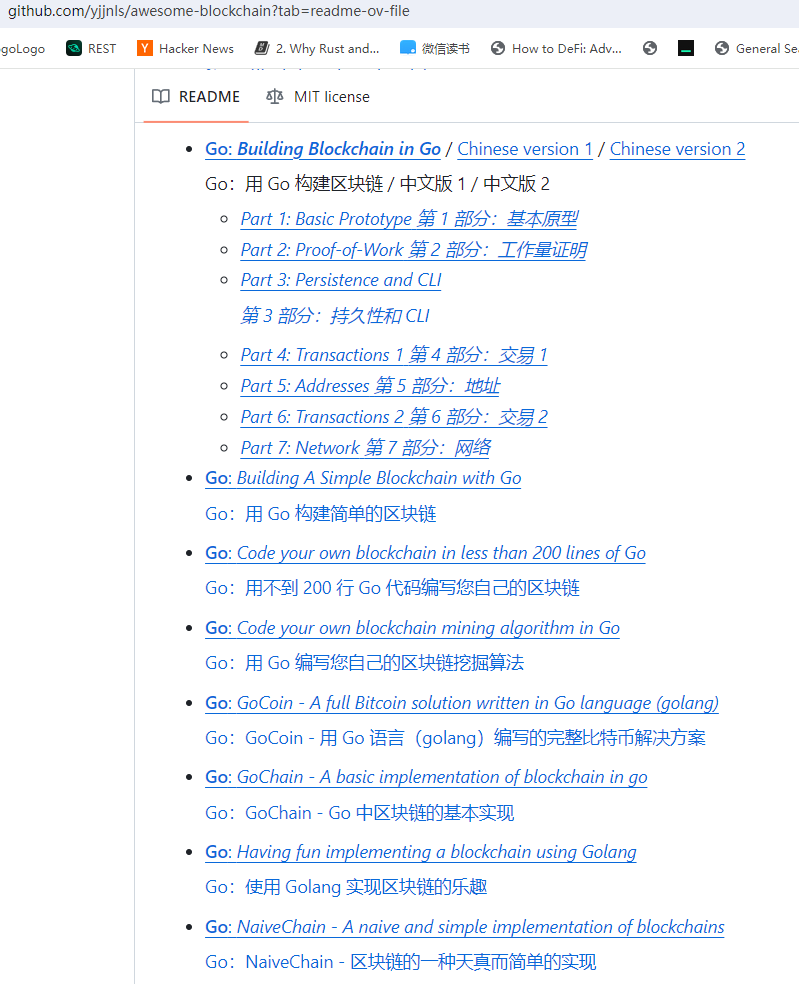 github.com/yjjnls/awesome-blockchain?tab=readme-ov-file
goLogo REST Hacker News 2. Why Rust and... 微信读书 How to DeFi: Adv... General Sea
README MIT license
Go: Building Blockchain in Go / Chinese version 1 / Chinese version 2
Go：用 Go 构建区块链 / 中文版 1 / 中文版 2
Part 1: Basic Prototype 第 1 部分：基本原型
Part 2: Proof-of-Work 第 2 部分：工作量证明
Part 3: Persistence and CLI
第 3 部分：持久性和 CLI
Part 4: Transactions 1 第 4 部分：交易 1
Part 5: Addresses 第 5 部分：地址
Part 6: Transactions 2 第 6 部分：交易 2
Part 7: Network 第 7 部分：网络
Go: Building A Simple Blockchain with Go
Go：用 Go 构建简单的区块链
Go: Code your own blockchain in less than 200 lines of Go
Go：用不到 200 行 Go 代码编写您自己的区块链
Go: Code your own blockchain mining algorithm in Go
Go：用 Go 编写您自己的区块链挖掘算法
Go: GoCoin - A full Bitcoin solution written in Go language (golang)
Go：GoCoin - 用 Go 语言（golang）编写的完整比特币解决方案
Go: GoChain - A basic implementation of blockchain in go
Go：GoChain - Go 中区块链的基本实现
Go: Having fun implementing a blockchain using Golang
Go：使用 Golang 实现区块链的乐趣
Go: NaiveChain - A naive and simple implementation of blockchains
Go：NaiveChain - 区块链的一种天真而简单的实现